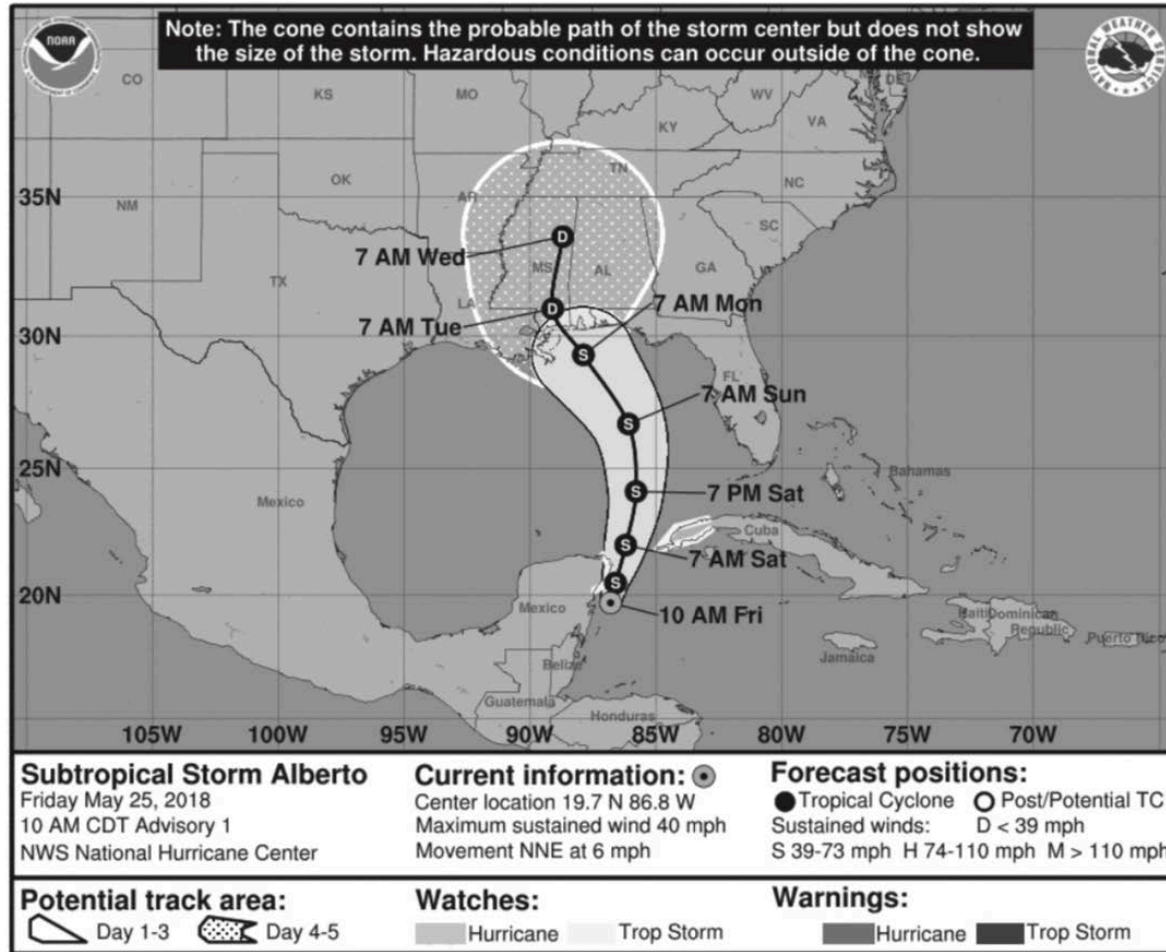 Note: The cone contains the probable path of the storm center but does not show
the size of the storm. Hazardous conditions can occur outside of the cone.
NOAA
NATIONAL WEATHER SERVICE
CO
KS
MO
WV
VA
DE
KY
35N
NM
OK
AR
TN
NC
SC
7 AM Wed
TX
MS
AL
GA
LA
7 AM Mon
30N
7 AM Tue
FL
7 AM Sun
25N
Mexico
7 PM Sat
Bahamas
Cuba
7 AM Sat
20N
Mexico
10 AM Fri
Haiti
Dominican
Republic
Puerto Rico
Belize
Jamaica
Guatemala
Honduras
105W 100W 95W 90W 85W 80W 75W 70W
D
D
S
S
S
S
S
Subtropical Storm Alberto
Friday May 25, 2018
10 AM CDT Advisory 1
NWS National Hurricane Center
Current information:
Center location 19.7 N 86.8 W
Maximum sustained wind 40 mph
Movement NNE at 6 mph
Forecast positions:
Tropical Cyclone Post/Potential TC
Sustained winds: D < 39 mph
S 39-73 mph H 74-110 mph M > 110 mph
Potential track area:
Day 1-3 Day 4-5
Watches:
Hurricane Trop Storm
Warnings:
Hurricane Trop Storm